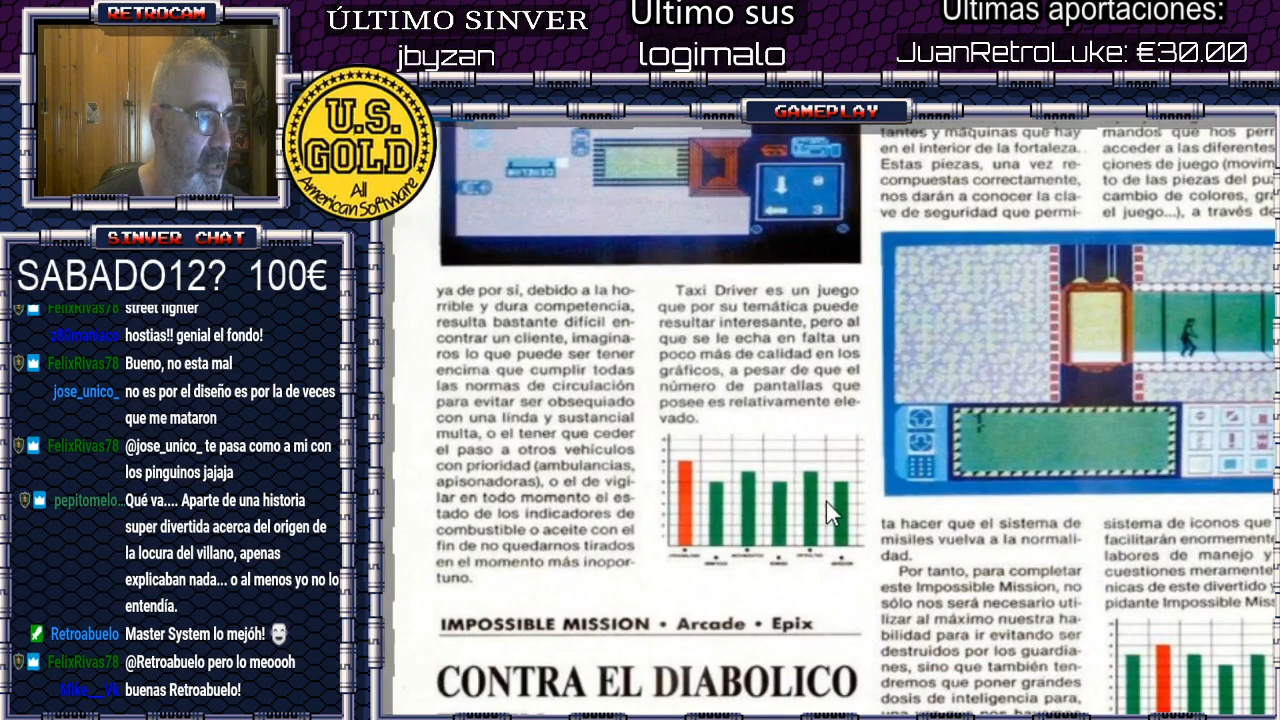 RETROCAM
ÚLTIMO SINVER
jbyzan
Último sus
logimalo
Últimas aportaciones:
JuanRetroLuke: €30.00
U.S.
GOLD
All
American Software
GAMEPLAY
SINVER CHAT
SABADO12? 100€
FelixRivas78 street fighter
z80maniaco hostias!! genial el fondo!
FelixRivas78 Bueno, no esta mal
jose_unico_ no es por el diseño es por la de veces
que me mataron
FelixRivas78 @jose_unico_ te pasa como a mi con
los pinguinos jajaja
pepitomelo... Qué va.... Aparte de una historia
super divertida acerca del origen de
la locura del villano, apenas
explicaban nada... o al menos yo no lo
entendía.
Retroabuelo Master System lo mejóh!
FelixRivas78 @Retroabuelo pero lo meoooh
Mike__Vk buenas Retroabuelo!
ya de por sí, debido a la ho-
rrible y dura competencia,
resulta bastante difícil en-
contrar un cliente, imagina-
ros lo que puede ser tener
encima que cumplir todas
las normas de circulación
para evitar ser obsequiado
con una linda y sustancial
multa, o el tener que ceder
el paso a otros vehículos
con prioridad (ambulancias,
apisonadoras), o el de vigi-
lar en todo momento el es-
tado de los indicadores de
combustible o aceite con el
fin de no quedarnos tirados
en el momento más inopor-
tuno.
Taxi Driver es un juego
que por su temática puede
resultar interesante, pero al
que se le echa en falta un
poco más de calidad en los
gráficos, a pesar de que el
número de pantallas que
posee es relativamente ele-
vado.
IMPOSSIBLE MISSION • Arcade • Epix
CONTRA EL DIABOLICO
tantes y máquinas que hay
en el interior de la fortaleza.
Estas piezas, una vez re-
compuestas correctamente,
nos darán a conocer la cla-
ve de seguridad que permi-
ta hacer que el sistema de
misiles vuelva a la normali-
dad.
Por tanto, para completar
este Impossible Mission, no
sólo nos será necesario uti-
lizar al máximo nuestra ha-
bilidad para ir evitando ser
destruidos por los guardia-
nes, sino que también ten-
dremos que poner grandes
dosis de inteligencia para,
mandos que hos perr
acceder a las diferentes
ciones de juego (movim
to de las piezas del puz
cambio de colores, gra
el juego...), a través de
sistema de iconos que
facilitarán enormemente
labores de manejo y
cuestiones meramente
nicas de este divertido y
pidante Impossible Miss